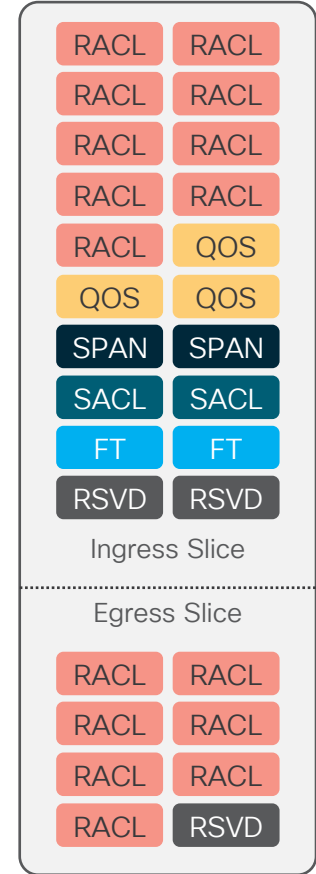 RACL RACL
RACL RACL
RACL RACL
RACL RACL
RACL QOS
QOS QOS
SPAN SPAN
SACL SACL
FT FT
RSVD RSVD
Ingress Slice
Egress Slice
RACL RACL
RACL RACL
RACL RACL
RACL RSVD